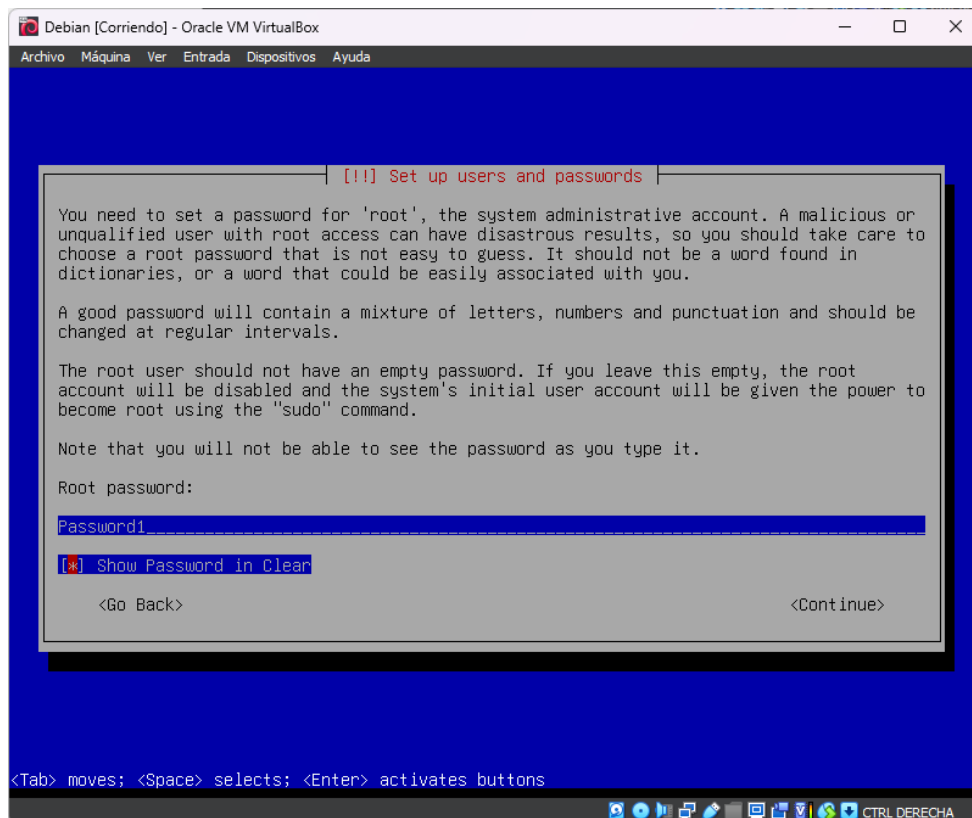 Debian [Corriendo] - Oracle VM VirtualBox
Archivo Máquina Ver Entrada Dispositivos Ayuda
[!!] Set up users and passwords
You need to set a password for 'root', the system administrative account. A malicious or
unqualified user with root access can have disastrous results, so you should take care to
choose a root password that is not easy to guess. It should not be a word found in
dictionaries, or a word that could be easily associated with you.
A good password will contain a mixture of letters, numbers and punctuation and should be
changed at regular intervals.
The root user should not have an empty password. If you leave this empty, the root
account will be disabled and the system's initial user account will be given the power to
become root using the "sudo" command.
Note that you will not be able to see the password as you type it.
Root password:
Password1
[*] Show Password in Clear
<Go Back> <Continue>
<Tab> moves; <Space> selects; <Enter> activates buttons
CTRL DERECHA